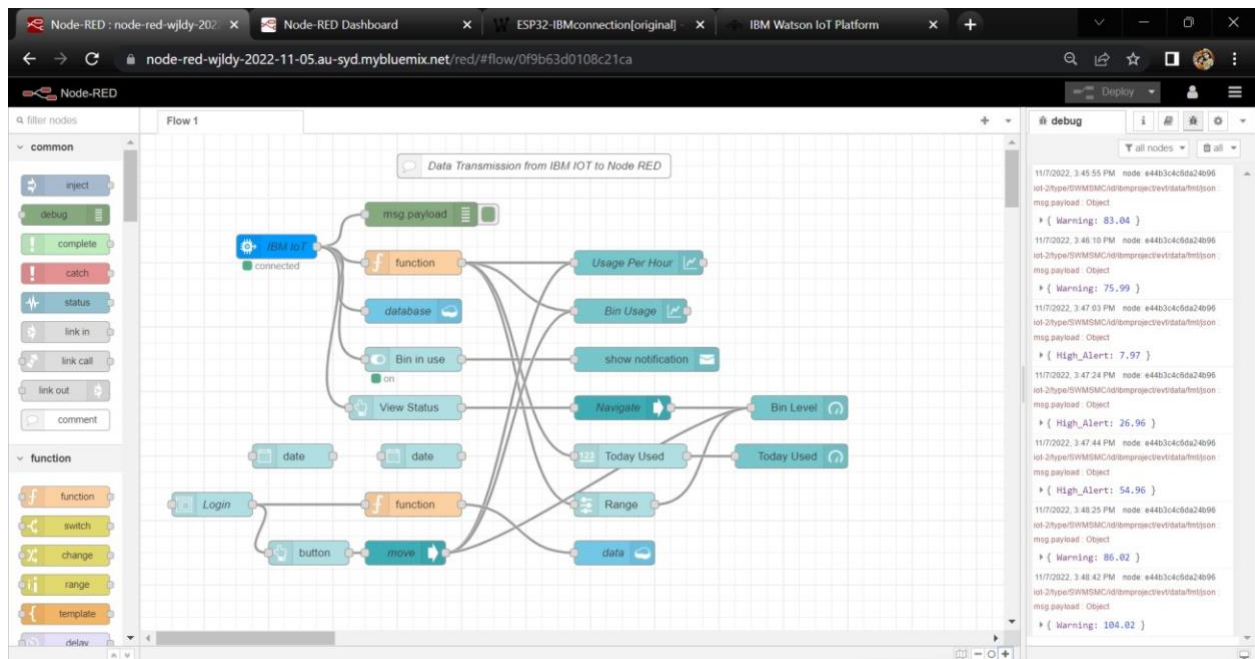 Node-RED : node-red-wjldy-202
Node-RED Dashboard
ESP32-IBMconnection[original] -
IBM Watson IoT Platform
node-red-wjldy-2022-11-05.au-syd.mybluemix.net/red/#flow/0f9b63d0108c21ca
Node-RED
Deploy
filter nodes
common
inject
debug
complete
catch
status
link in
link call
link out
comment
function
function
switch
change
range
template
delay
Flow 1
Data Transmission from IBM IOT to Node RED
msg.payload
IBM IoT
connected
function
Usage Per Hour
database
Bin Usage
Bin in use
on
show notification
View Status
Navigate
Bin Level
date
date
123 Today Used
Today Used
Login
function
Range
button
move
data
debug
all nodes
all
11/7/2022, 3:45:55 PM node: e44b3c4c6da24b96
iot-2/type/SWMSMC/id/ibmproject/evt/data/fmt/json :
msg.payload : Object
{ Warning: 83.04 }
11/7/2022, 3:46:10 PM node: e44b3c4c6da24b96
iot-2/type/SWMSMC/id/ibmproject/evt/data/fmt/json :
msg.payload : Object
{ Warning: 75.99 }
11/7/2022, 3:47:03 PM node: e44b3c4c6da24b96
iot-2/type/SWMSMC/id/ibmproject/evt/data/fmt/json :
msg.payload : Object
{ High_Alert: 7.97 }
11/7/2022, 3:47:24 PM node: e44b3c4c6da24b96
iot-2/type/SWMSMC/id/ibmproject/evt/data/fmt/json :
msg.payload : Object
{ High_Alert: 26.96 }
11/7/2022, 3:47:44 PM node: e44b3c4c6da24b96
iot-2/type/SWMSMC/id/ibmproject/evt/data/fmt/json :
msg.payload : Object
{ High_Alert: 54.96 }
11/7/2022, 3:48:25 PM node: e44b3c4c6da24b96
iot-2/type/SWMSMC/id/ibmproject/evt/data/fmt/json :
msg.payload : Object
{ Warning: 86.02 }
11/7/2022, 3:48:42 PM node: e44b3c4c6da24b96
iot-2/type/SWMSMC/id/ibmproject/evt/data/fmt/json :
msg.payload : Object
{ Warning: 104.02 }